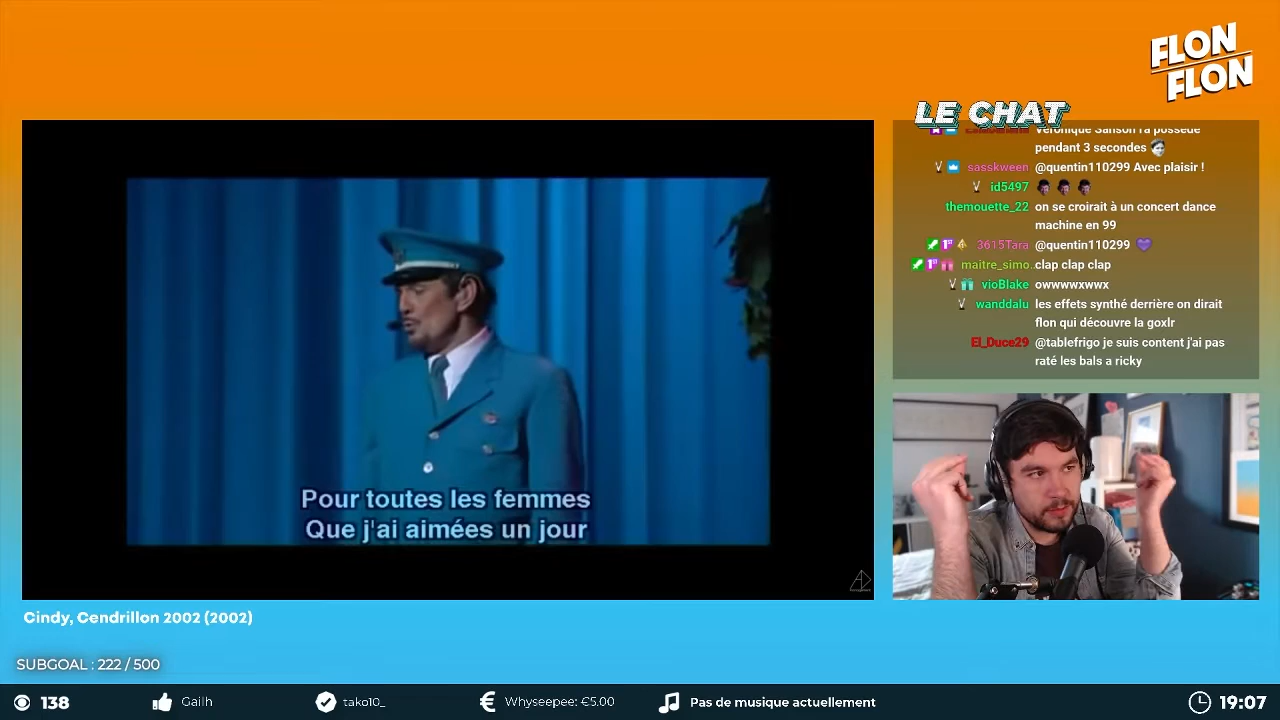 FLON
FLON
LE CHAT
Véronique Sanson l'a possédé
pendant 3 secondes
sasskween @quentin110299 Avec plaisir !
id5497
themouette_22 on se croirait à un concert dance
machine en 99
3615Tara @quentin110299
maitre_simo.. clap clap clap
vioBlake owwwwxwwx
wanddalu les effets synthé derrière on dirait
flon qui découvre la goxlr
El_Duce29 @tablefrigo je suis content j'ai pas
raté les bals a ricky
Pour toutes les femmes
Que j'ai aimées un jour
Cindy, Cendrillon 2002 (2002)
SUBGOAL : 222 / 500
138
Gailh
tako10_
€ Whyseepee: €5.00
Pas de musique actuellement
19:07